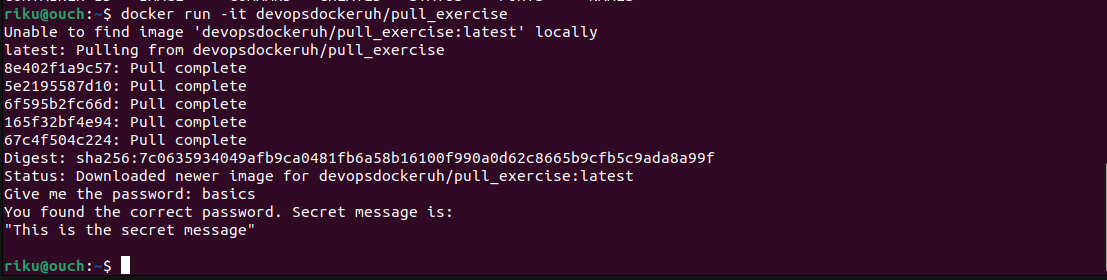 riku@ouch:~$ docker run -it devopsdockeruh/pull_exercise
Unable to find image 'devopsdockeruh/pull_exercise:latest' locally
latest: Pulling from devopsdockeruh/pull_exercise
8e402f1a9c57: Pull complete
5e2195587d10: Pull complete
6f595b2fc66d: Pull complete
165f32bf4e94: Pull complete
67c4f504c224: Pull complete
Digest: sha256:7c0635934049afb9ca0481fb6a58b16100f990a0d62c8665b9cfb5c9ada8a99f
Status: Downloaded newer image for devopsdockeruh/pull_exercise:latest
Give me the password: basics
You found the correct password. Secret message is:
"This is the secret message"
riku@ouch:~$